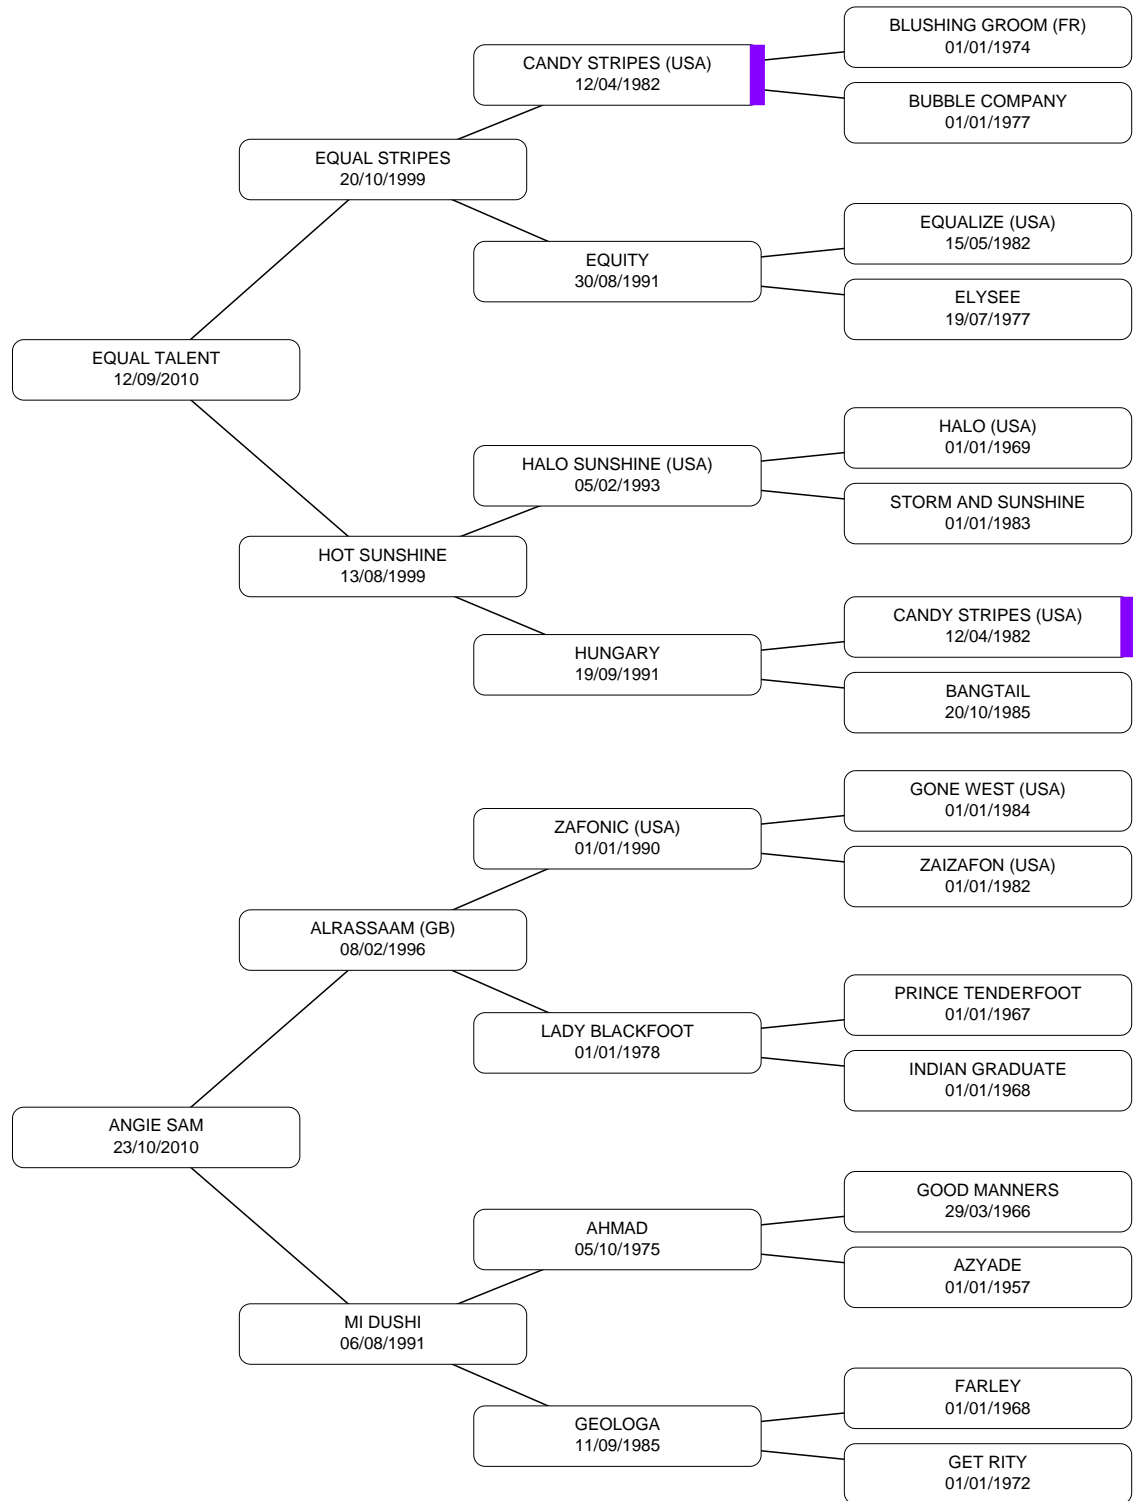 BLUSHING GROOM (FR)
01/01/1974
CANDY STRIPES (USA)
12/04/1982
BUBBLE COMPANY
01/01/1977
EQUAL STRIPES
20/10/1999
EQUALIZE (USA)
15/05/1982
EQUITY
30/08/1991
ELYSEE
19/07/1977
EQUAL TALENT
12/09/2010
HALO (USA)
01/01/1969
HALO SUNSHINE (USA)
05/02/1993
STORM AND SUNSHINE
01/01/1983
HOT SUNSHINE
13/08/1999
CANDY STRIPES (USA)
12/04/1982
HUNGARY
19/09/1991
BANGTAIL
20/10/1985
GONE WEST (USA)
01/01/1984
ZAFONIC (USA)
01/01/1990
ZAIZAFON (USA)
01/01/1982
ALRASSAAM (GB)
08/02/1996
PRINCE TENDERFOOT
01/01/1967
LADY BLACKFOOT
01/01/1978
INDIAN GRADUATE
01/01/1968
ANGIE SAM
23/10/2010
GOOD MANNERS
29/03/1966
AHMAD
05/10/1975
AZYADE
01/01/1957
MI DUSHI
06/08/1991
FARLEY
01/01/1968
GEOLOGA
11/09/1985
GET RITY
01/01/1972